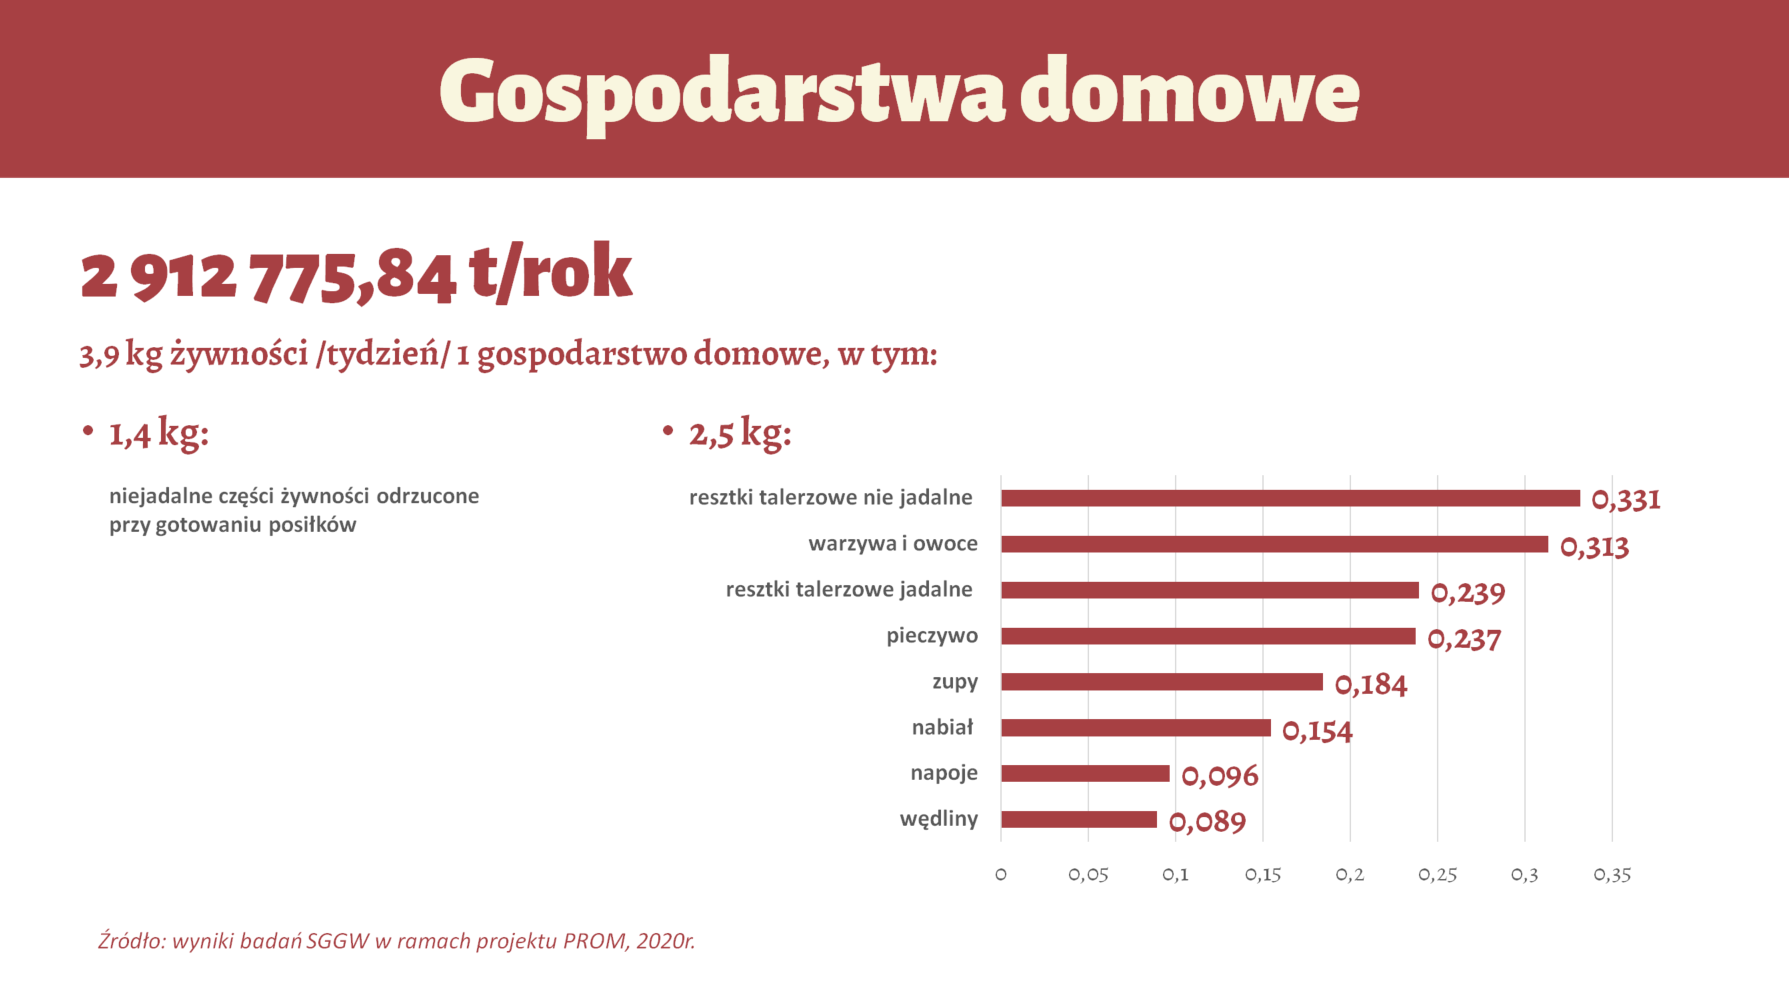 Gospodarstwa domowe
2 912 775,84 t/rok
3,9 kg żywności /tydzień/ 1 gospodarstwo domowe, w tym:
• 1,4 kg:
niejadalne części żywności odrzucone
przy gotowaniu posiłków
• 2,5 kg:
resztki talerzowe nie jadalne 0,331
warzywa i owoce 0,313
resztki talerzowe jadalne 0,239
pieczywo 0,237
zupy 0,184
nabiał 0,154
napoje 0,096
wędliny 0,089
0 0,05 0,1 0,15 0,2 0,25 0,3 0,35
Źródło: wyniki badań SGGW w ramach projektu PROM, 2020r.